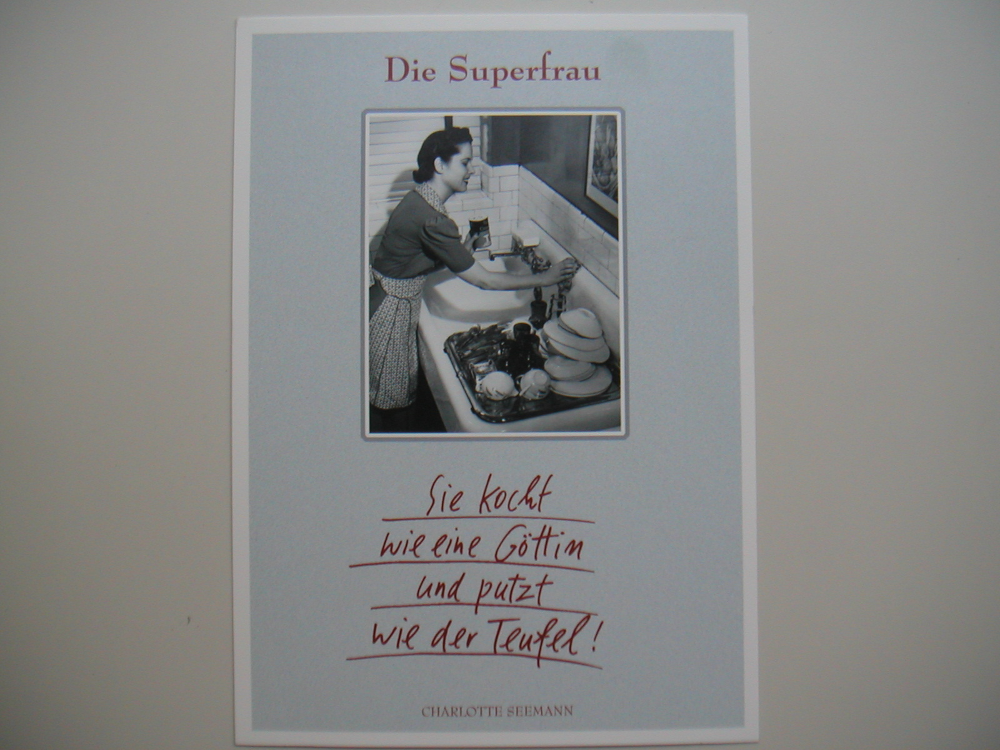 Die Superfrau
Sie kocht
wie eine Göttin
und putzt
wie der Teufel!
CHARLOTTE SEEMANN